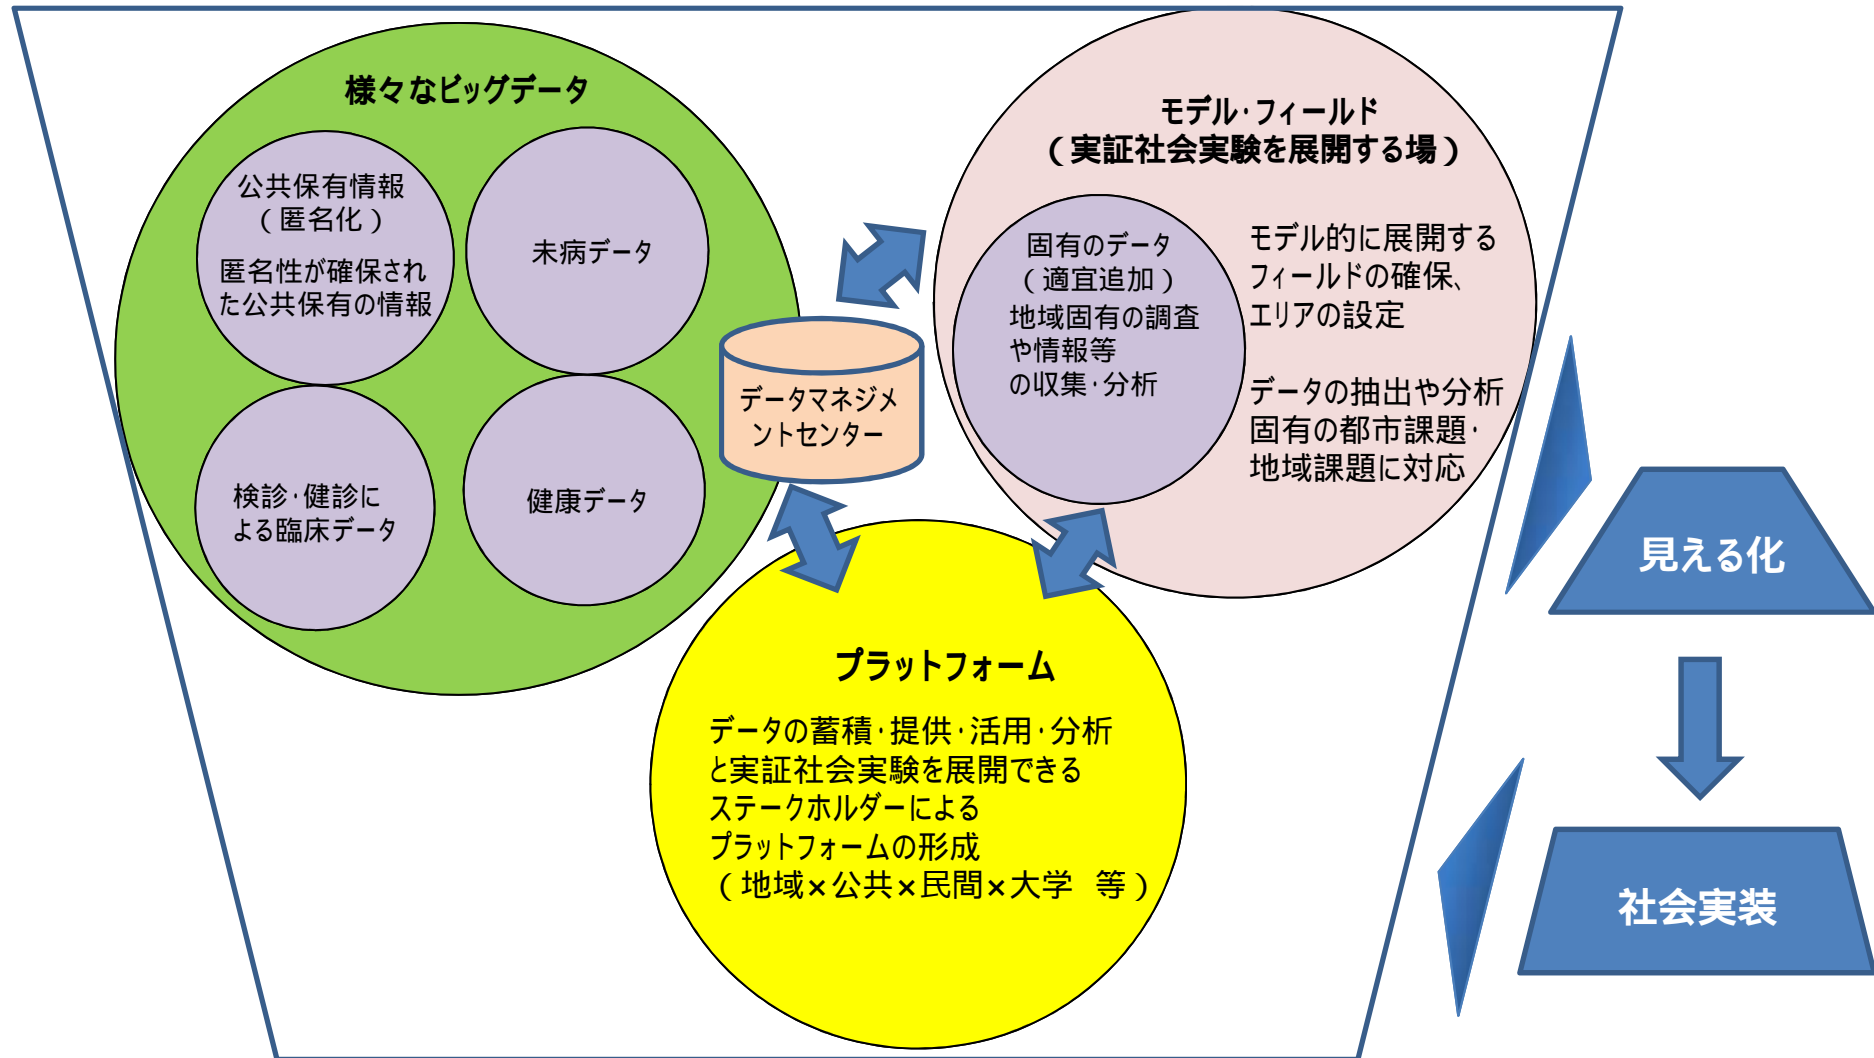 様々なビッグデータ
公共保有情報
（匿名化）
匿名性が確保され
た公共保有の情報
未病データ
検診・健診に
よる臨床データ
健康データ
データマネジメ
ントセンター
モデル・フィールド
（実証社会実験を展開する場）
固有のデータ
（適宜追加）
地域固有の調査
や情報等
の収集・分析
モデル的に展開する
フィールドの確保、
エリアの設定
データの抽出や分析
固有の都市課題・
地域課題に対応
プラットフォーム
データの蓄積・提供・活用・分析
と実証社会実験を展開できる
ステークホルダーによる
プラットフォームの形成
（地域×公共×民間×大学　等）
見える化
社会実装